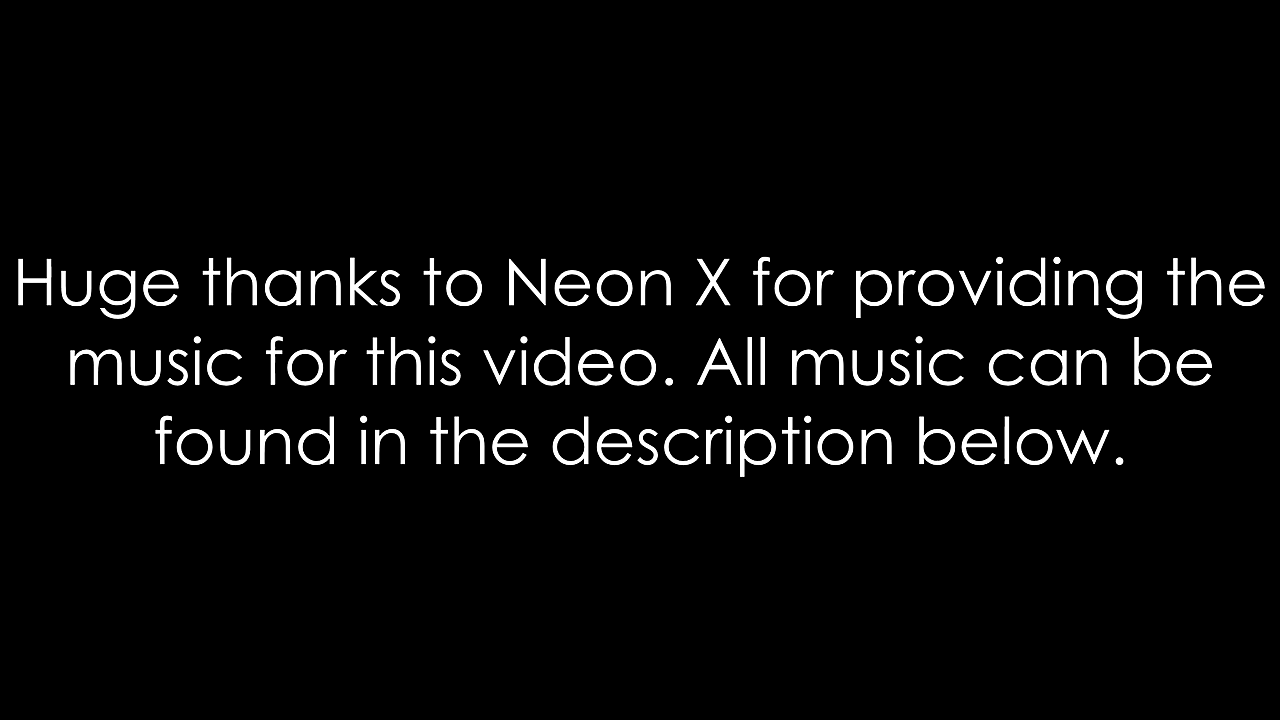 Huge thanks to Neon X for providing the
music for this video. All music can be
found in the description below.